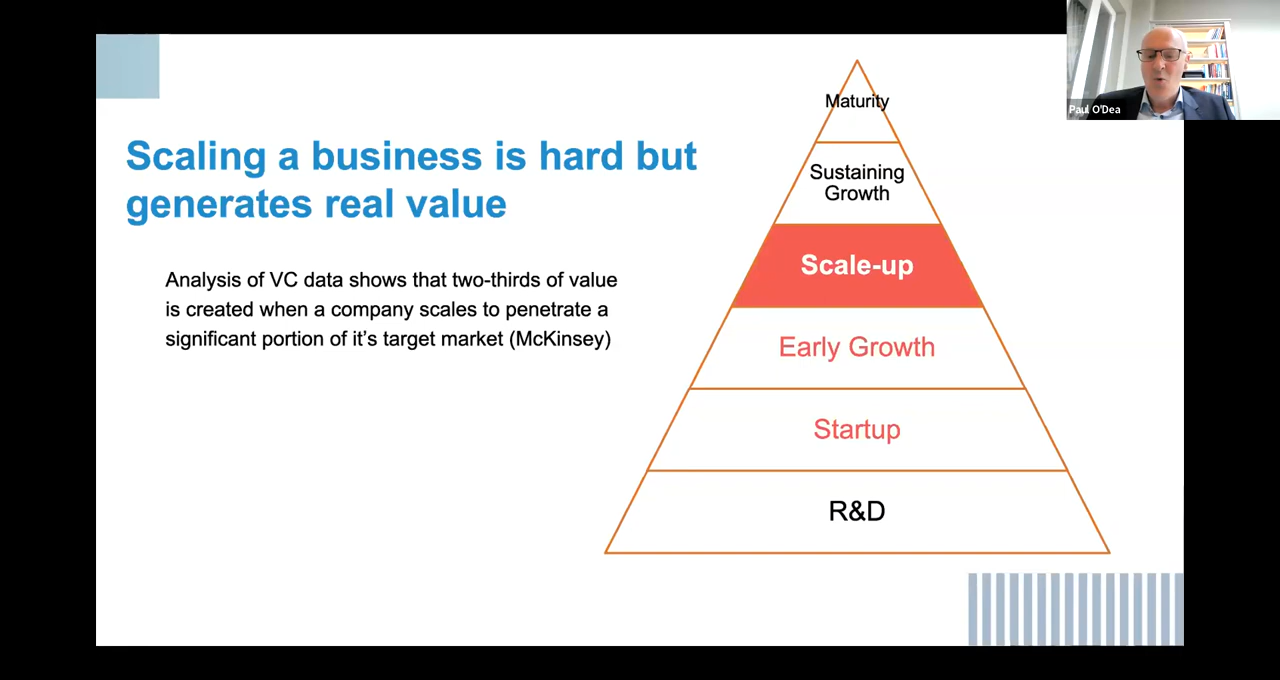 Paul O'Dea
Scaling a business is hard but
generates real value
Analysis of VC data shows that two-thirds of value
is created when a company scales to penetrate a
significant portion of it's target market (McKinsey)
Maturity
Sustaining
Growth
Scale-up
Early Growth
Startup
R&D